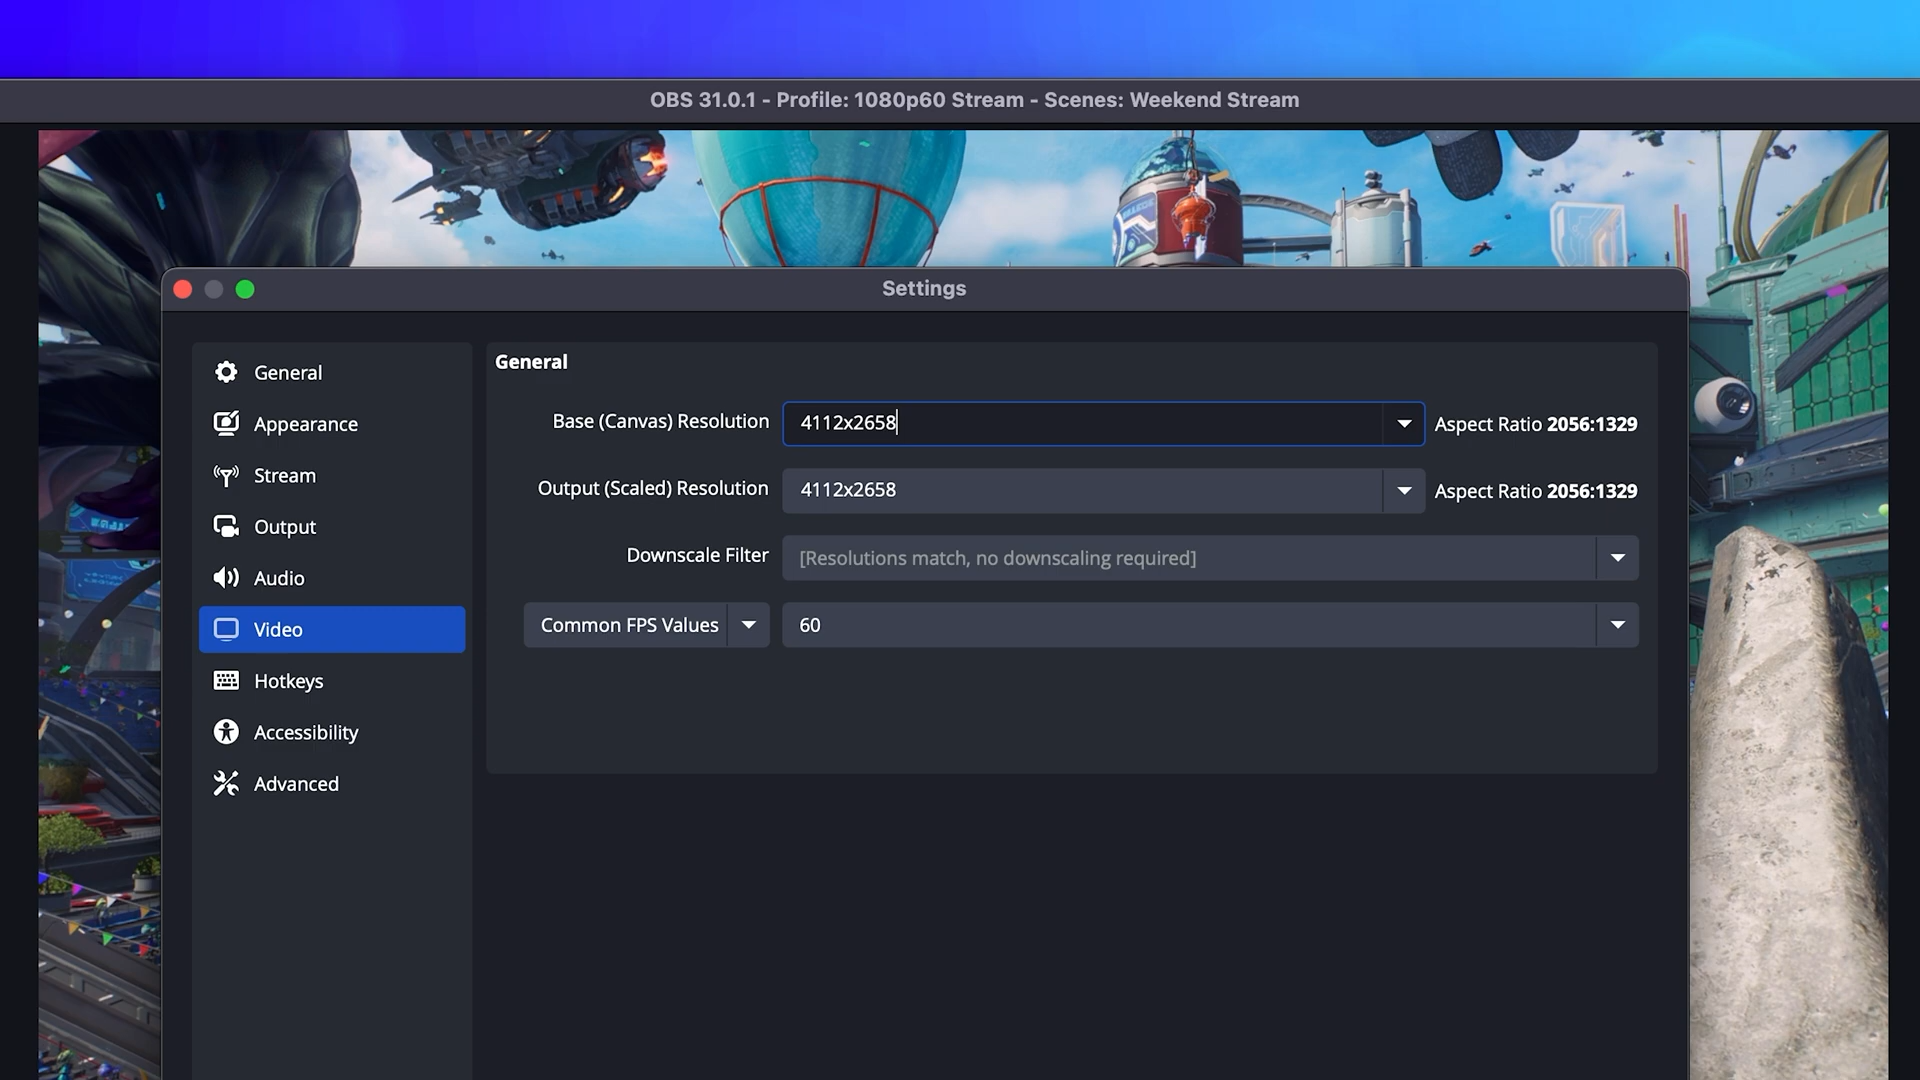 OBS 31.0.1 - Profile: 1080p60 Stream - Scenes: Weekend Stream
Settings
General
Appearance
Stream
Output
Audio
Video
Hotkeys
Accessibility
Advanced
General
Base (Canvas) Resolution 4112x2658 Aspect Ratio 2056:1329
Output (Scaled) Resolution 4112x2658 Aspect Ratio 2056:1329
Downscale Filter [Resolutions match, no downscaling required]
Common FPS Values 60